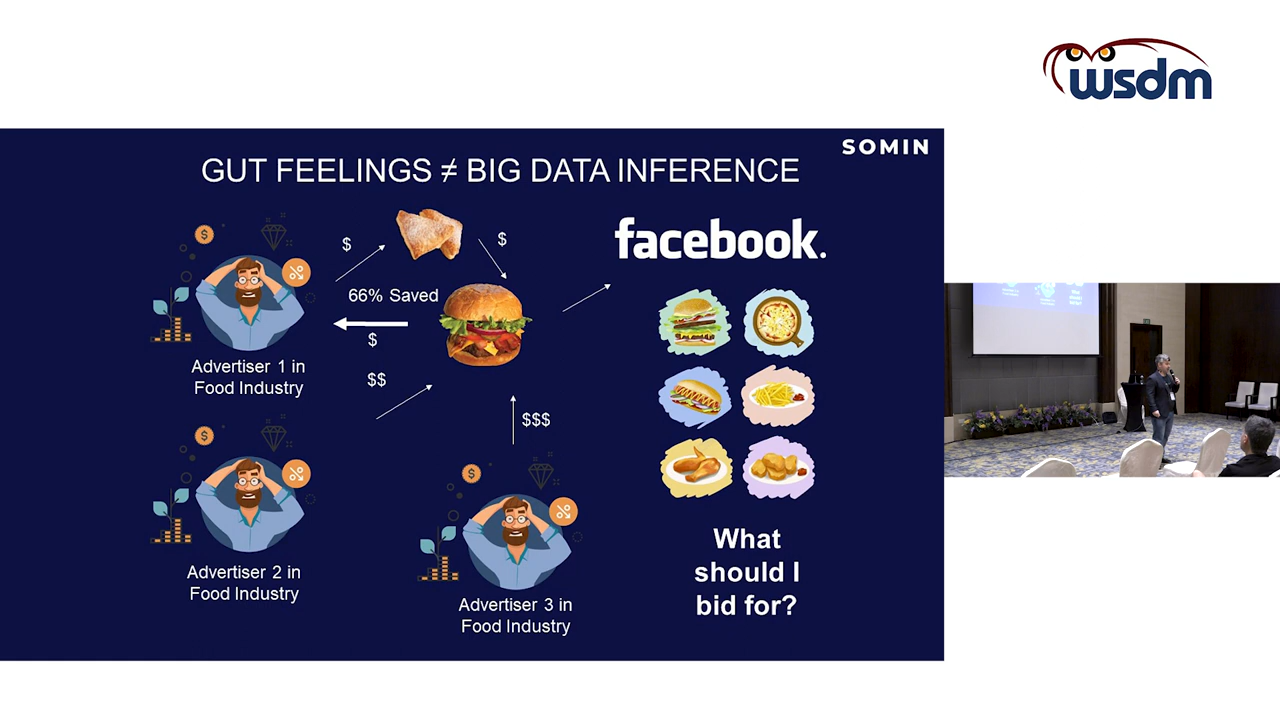 wsdm
SOMIN
GUT FEELINGS ≠ BIG DATA INFERENCE
$
$
66% Saved
$
$$
$$$
Advertiser 1 in
Food Industry
Advertiser 2 in
Food Industry
Advertiser 3 in
Food Industry
facebook.
What
should I
bid for?